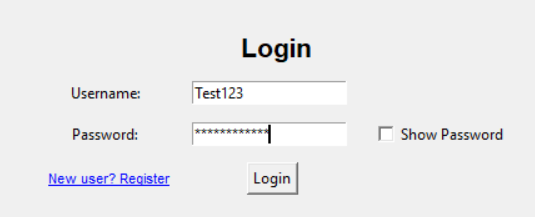 Login
Username: Test123
Password: ************ Show Password
New user? Register Login